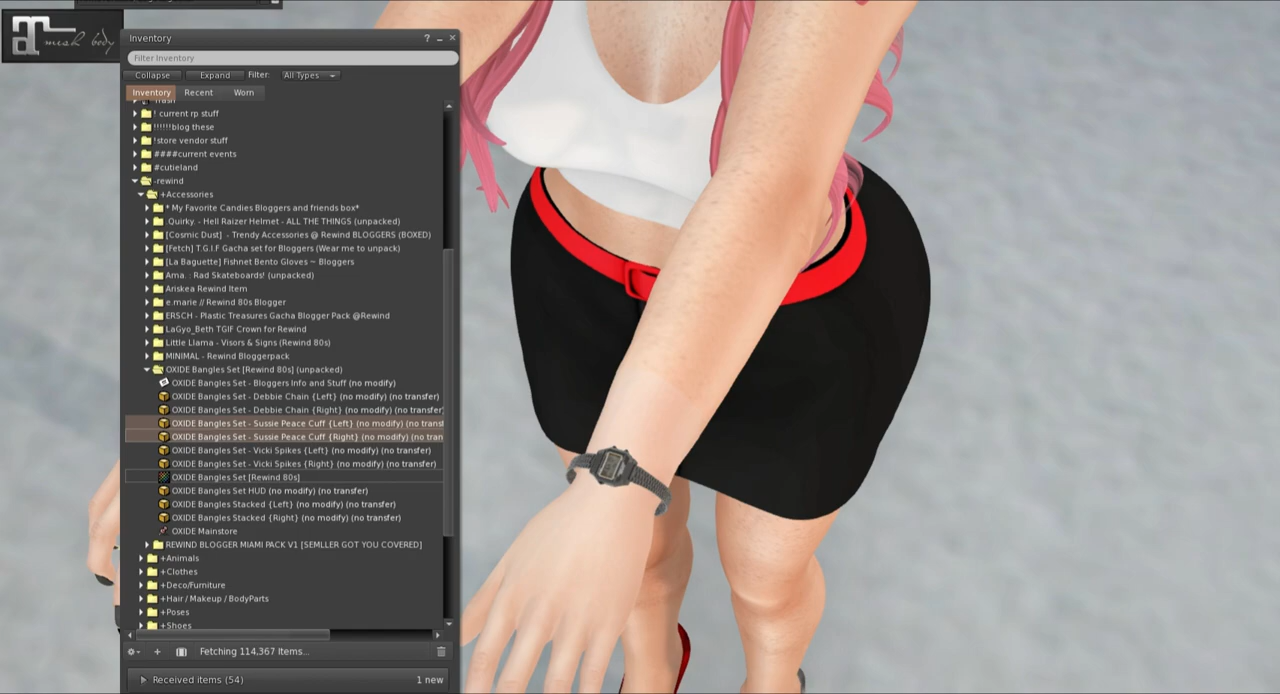 mesh body
Inventory ? _ ×
Filter Inventory
Collapse Expand Filter: All Types
Inventory Recent Worn
Trash
! current rp stuff
!!!!!!blog these
!store vendor stuff
####current events
#cutieland
-rewind
+Accessories
* My Favorite Candies Bloggers and friends box*
.Quirky. - Hell Raizer Helmet - ALL THE THINGS (unpacked)
[Cosmic Dust] - Trendy Accessories @ Rewind BLOGGERS (BOXED)
[Fetch] T.G.I.F Gacha set for Bloggers (Wear me to unpack)
[La Baguette] Fishnet Bento Gloves ~ Bloggers
Ama. : Rad Skateboards! (unpacked)
Ariskea Rewind Item
e.marie // Rewind 80s Blogger
ERSCH - Plastic Treasures Gacha Blogger Pack @Rewind
LaGyo_Beth TGIF Crown for Rewind
Little Llama - Visors & Signs (Rewind 80s)
MINIMAL - Rewind Bloggerpack
OXIDE Bangles Set [Rewind 80s] (unpacked)
OXIDE Bangles Set - Bloggers Info and Stuff (no modify)
OXIDE Bangles Set - Debbie Chain {Left} (no modify) (no transfer)
OXIDE Bangles Set - Debbie Chain {Right} (no modify) (no transfer
OXIDE Bangles Set - Sussie Peace Cuff {Left} (no modify) (no transf
OXIDE Bangles Set - Sussie Peace Cuff {Right} (no modify) (no tran
OXIDE Bangles Set - Vicki Spikes {Left} (no modify) (no transfer)
OXIDE Bangles Set - Vicki Spikes {Right} (no modify) (no transfer)
OXIDE Bangles Set [Rewind 80s]
OXIDE Bangles Set HUD (no modify) (no transfer)
OXIDE Bangles Stacked {Left} (no modify) (no transfer)
OXIDE Bangles Stacked {Right} (no modify) (no transfer)
OXIDE Mainstore
REWIND BLOGGER MIAMI PACK V1 [SEMLLER GOT YOU COVERED]
+Animals
+Clothes
+Deco/Furniture
+Hair / Makeup / BodyParts
+Poses
+Shoes
Fetching 114,367 Items...
Received items (54) 1 new